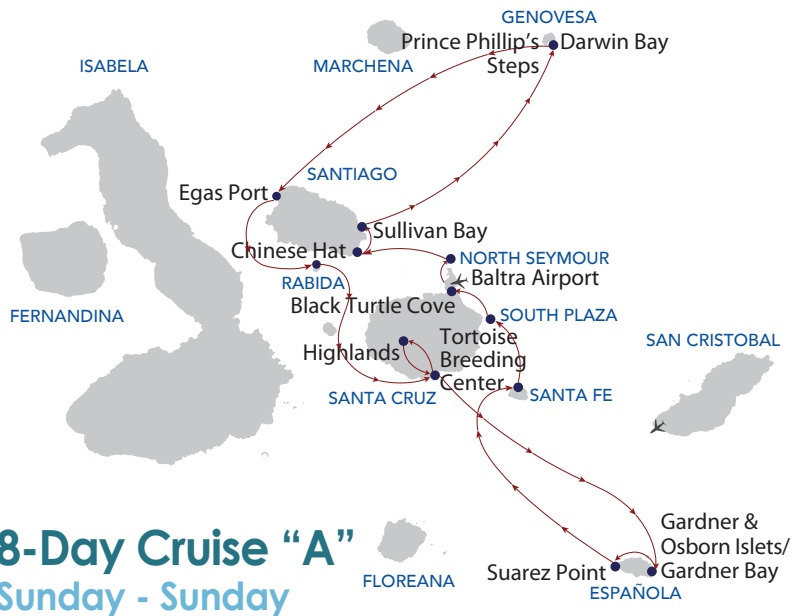 GENOVESA
Prince Phillip's
Steps
Darwin Bay
MARCHENA
ISABELA
SANTIAGO
Egas Port
Sullivan Bay
Chinese Hat
NORTH SEYMOUR
Baltra Airport
RABIDA
Black Turtle Cove
FERNANDINA
SOUTH PLAZA
Tortoise
Breeding
Center
Highlands
SAN CRISTOBAL
SANTA CRUZ
SANTA FE
Gardner &
Osborn Islets/
Gardner Bay
Suarez Point
ESPAÑOLA
FLOREANA
8-Day Cruise “A”
Sunday - Sunday